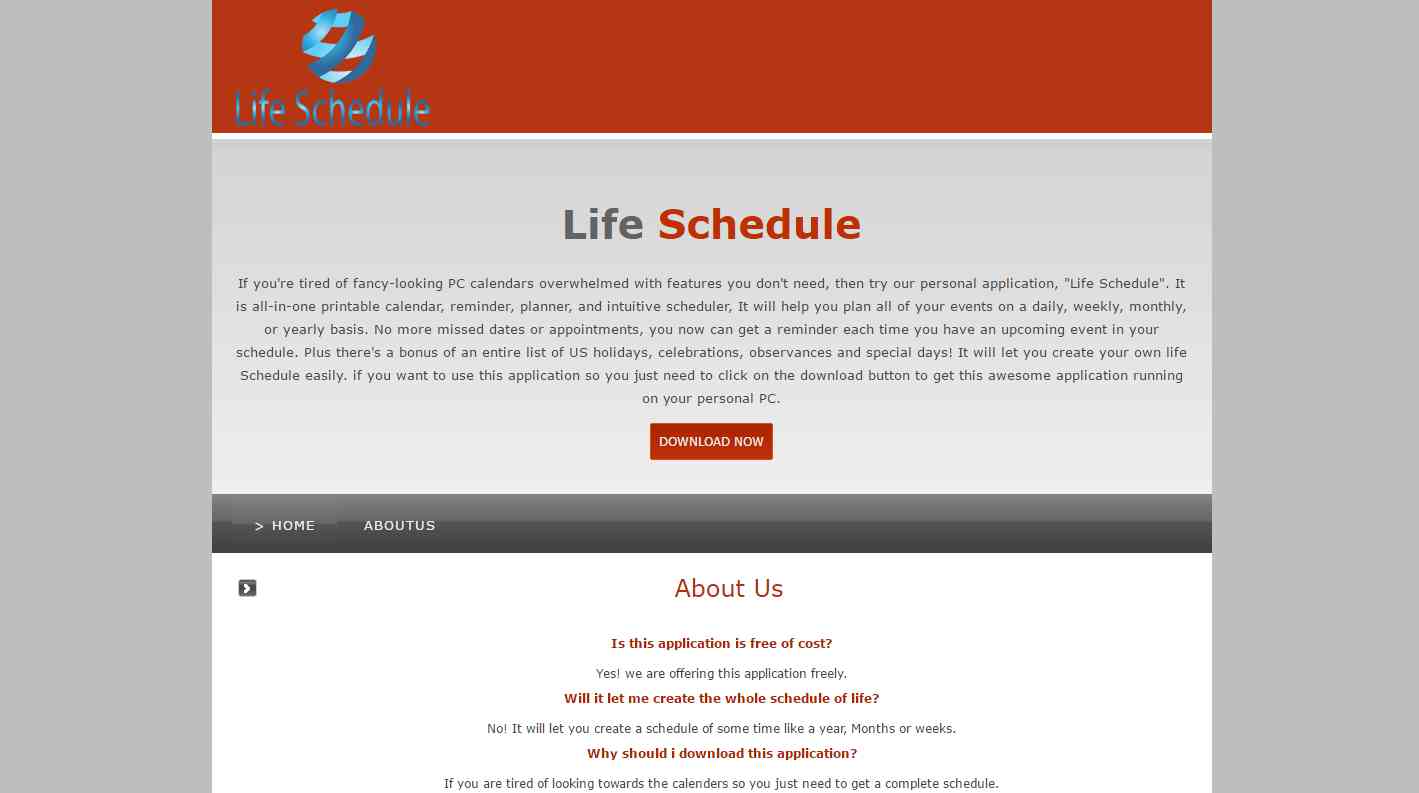 Life Schedule
Life Schedule
If you're tired of fancy-looking PC calendars overwhelmed with features you don't need, then try our personal application, "Life Schedule". It
is all-in-one printable calendar, reminder, planner, and intuitive scheduler, It will help you plan all of your events on a daily, weekly, monthly,
or yearly basis. No more missed dates or appointments, you now can get a reminder each time you have an upcoming event in your
schedule. Plus there's a bonus of an entire list of US holidays, celebrations, observances and special days! It will let you create your own life
Schedule easily. if you want to use this application so you just need to click on the download button to get this awesome application running
on your personal PC.
DOWNLOAD NOW
> HOME ABOUTUS
About Us
Is this application is free of cost?
Yes! we are offering this application freely.
Will it let me create the whole schedule of life?
No! It will let you create a schedule of some time like a year, Months or weeks.
Why should i download this application?
If you are tired of looking towards the calenders so you just need to get a complete schedule.